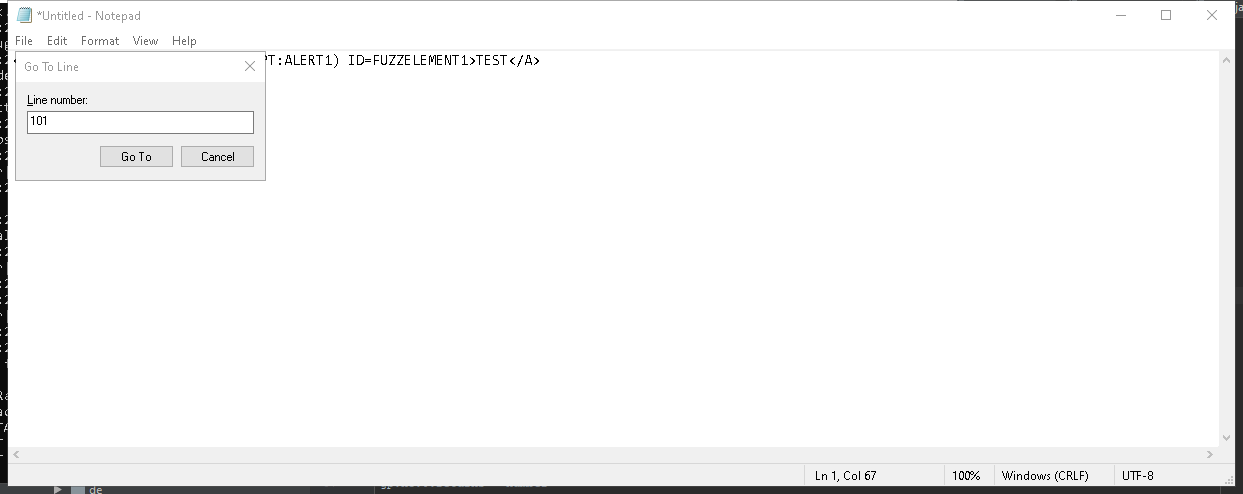 *Untitled - Notepad
File Edit Format View Help
PT:ALERT1) ID=FUZZELEMENT1>TEST</A>
Go To Line
Line number:
101
Go To Cancel
Ln 1, Col 67 100% Windows (CRLF) UTF-8
de